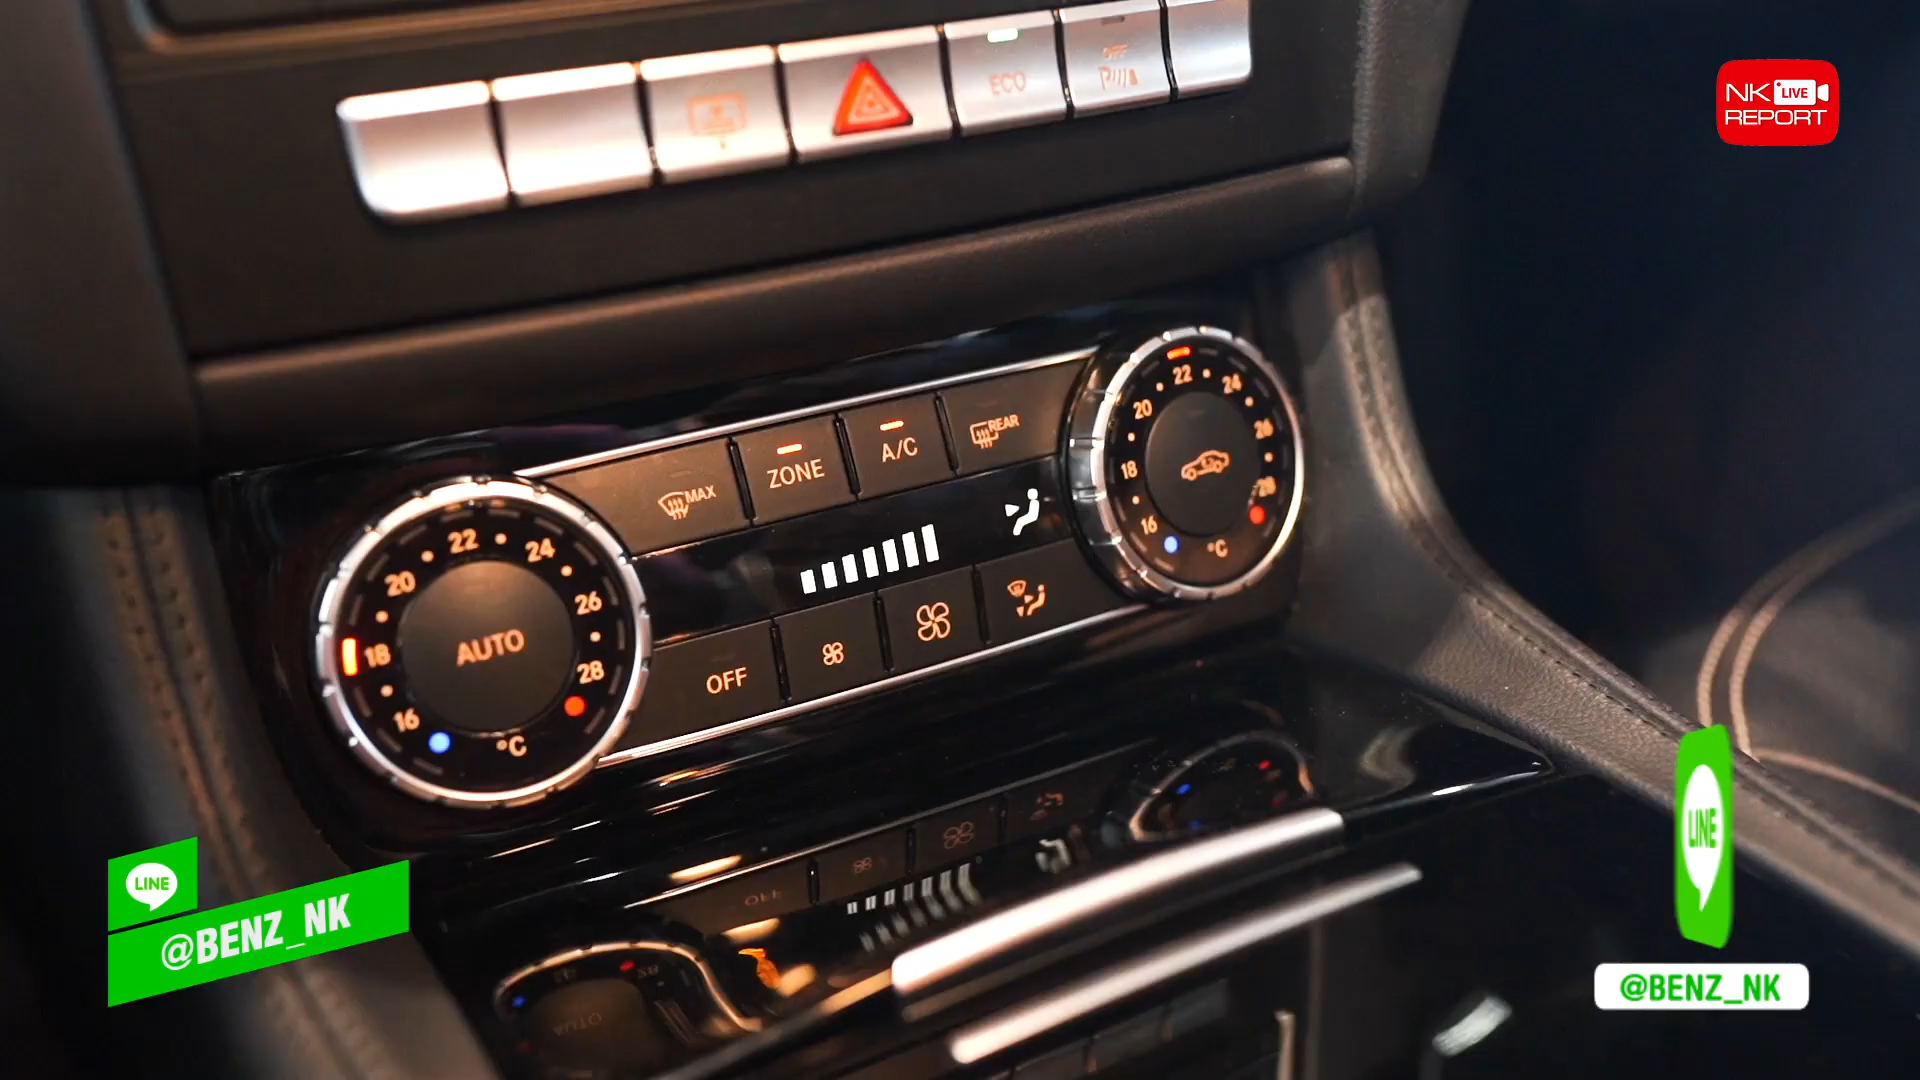 NK LIVE
REPORT
ECO
OFF
MAX
ZONE
A/C
REAR
16 18 20 22 24 26 28
°C
AUTO
16 18 20 22 24 26 28
°C
OFF
LINE
@BENZ_NK
LINE
@BENZ_NK